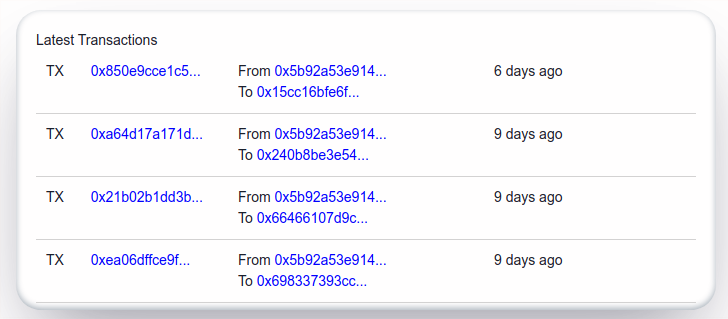 Latest Transactions
TX 0x850e9cce1c5... From 0x5b92a53e914... 6 days ago
To 0x15cc16bfe6f...
TX 0xa64d17a171d... From 0x5b92a53e914... 9 days ago
To 0x240b8be3e54...
TX 0x21b02b1dd3b... From 0x5b92a53e914... 9 days ago
To 0x66466107d9c...
TX 0xea06dffce9f... From 0x5b92a53e914... 9 days ago
To 0x698337393cc...